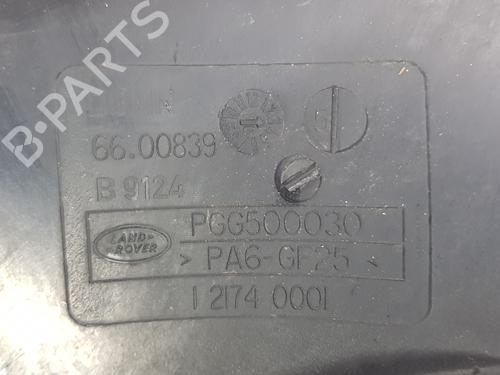 B-PARTS
66.00839
B 9124
LAND-
ROVER
PGG500030
> PA6-GF25 <
1 2174 0001